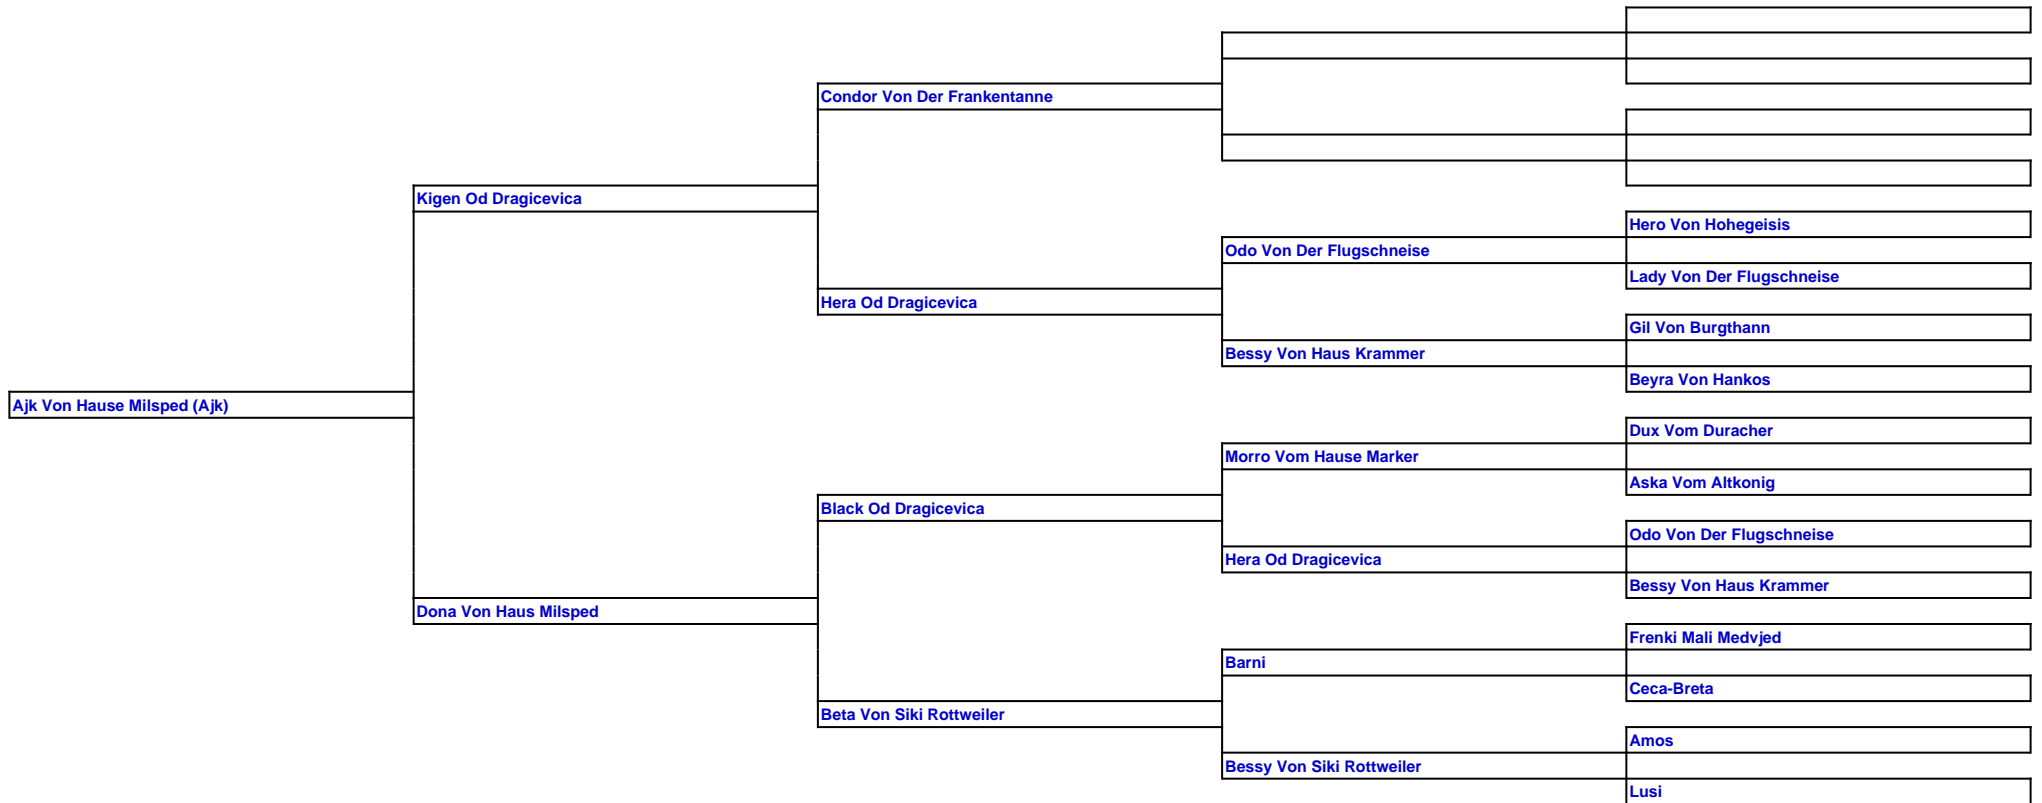 Condor Von Der Frankentanne
Kigen Od Dragicevica
Hero Von Hohegeisis
Odo Von Der Flugschneise
Lady Von Der Flugschneise
Hera Od Dragicevica
Gil Von Burgthann
Bessy Von Haus Krammer
Beyra Von Hankos
Ajk Von Hause Milsped (Ajk)
Dux Vom Duracher
Morro Vom Hause Marker
Aska Vom Altkonig
Black Od Dragicevica
Odo Von Der Flugschneise
Hera Od Dragicevica
Bessy Von Haus Krammer
Dona Von Haus Milsped
Frenki Mali Medvjed
Barni
Ceca-Breta
Beta Von Siki Rottweiler
Amos
Bessy Von Siki Rottweiler
Lusi